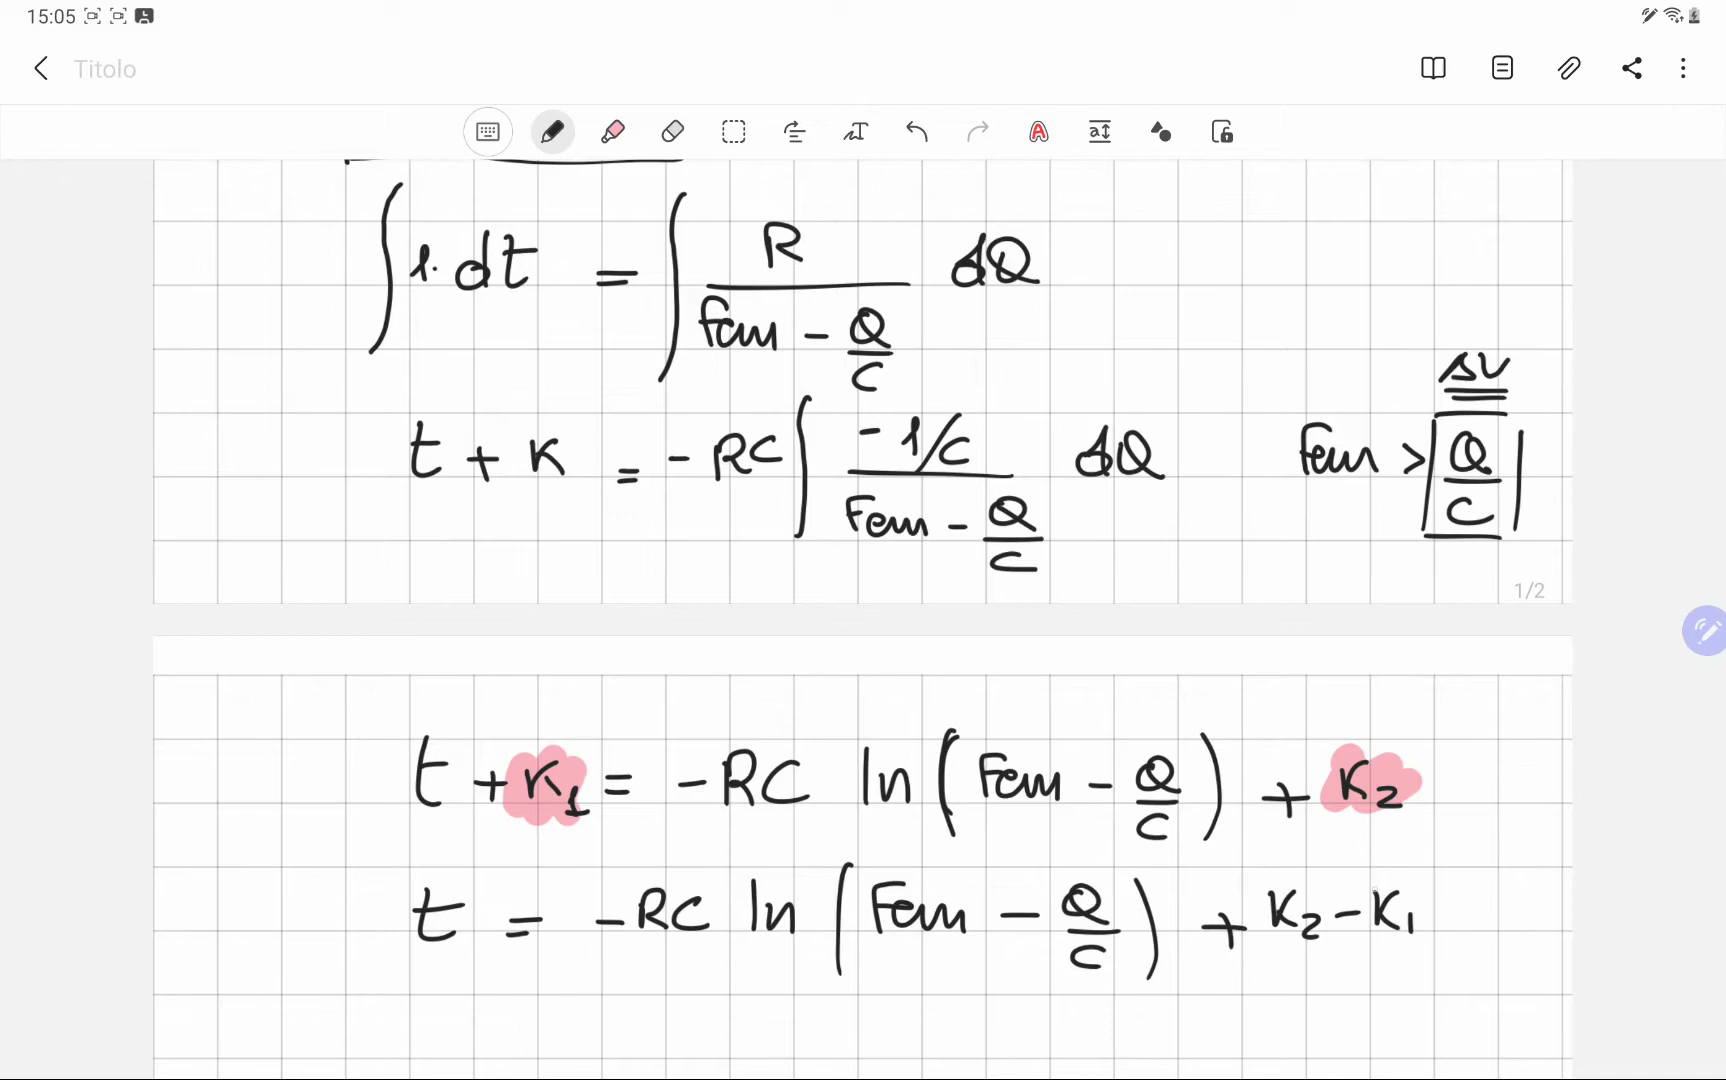 15:05
Titolo
∫ 1·dt = ∫ R/(Fem - Q/C) dQ
t + K = - RC ∫ (-1/C)/(Fem - Q/C) dQ
ΔV
Fem > |Q/C|
1/2
t + K₁ = -RC ln(Fem - Q/C) + K₂
t = -RC ln(Fem - Q/C) + K₂ - K₁